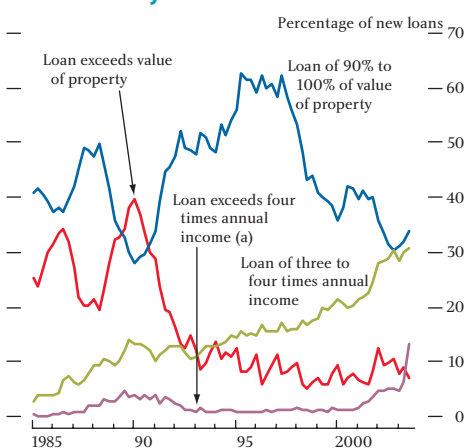 Percentage of new loans
70
Loan exceeds value
of property
Loan of 90% to
100% of value
of property
60
50
40
Loan exceeds four
times annual
income (a)
30
Loan of three to
four times annual
income
20
10
0
1985
90
95
2000